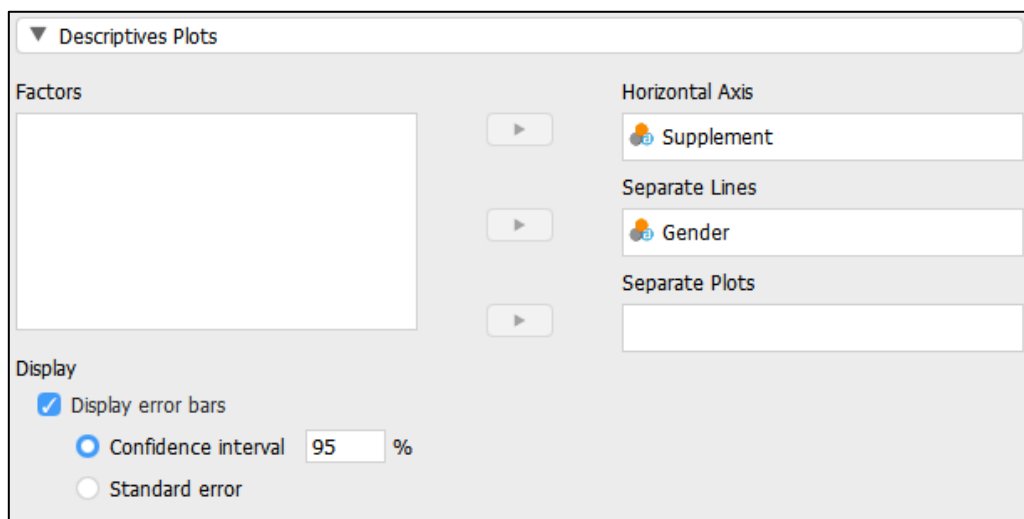 Descriptives Plots
Factors
Horizontal Axis
Supplement
Separate Lines
Gender
Separate Plots
Display
Display error bars
Confidence interval 95 %
Standard error